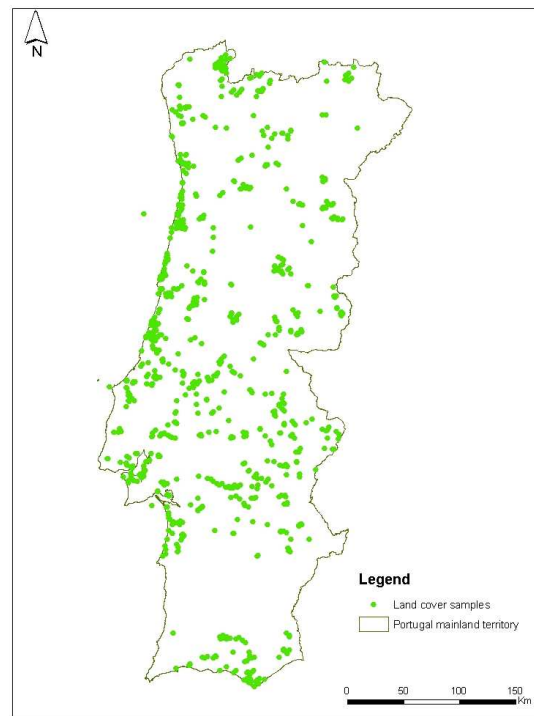 N
Legend
Land cover samples
Portugal mainland territory
0 50 100 150
Km